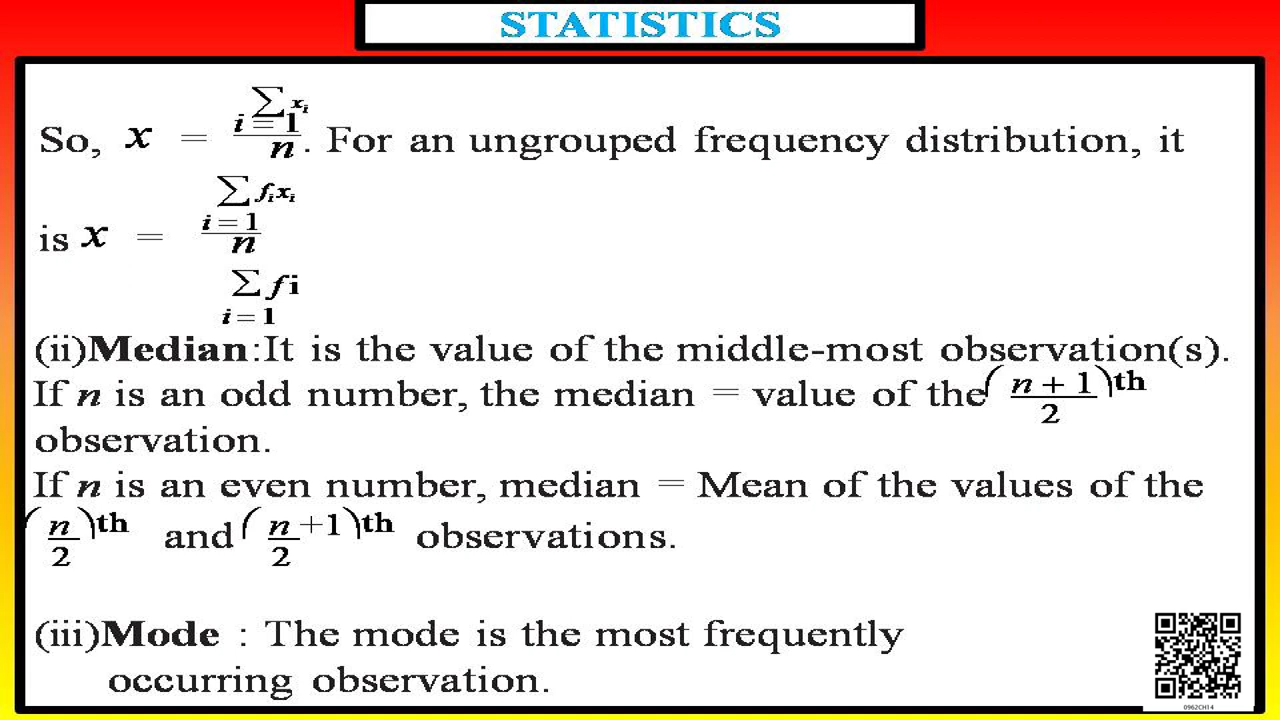 STATISTICS
∑ xᵢ
i = 1
So, x = n . For an ungrouped frequency distribution, it
∑ fᵢxᵢ
i = 1
is x = n
∑ f i
i = 1
(ii)Median:It is the value of the middle-most observation(s).
If n is an odd number, the median = value of the (n + 1 / 2)th
observation.
If n is an even number, median = Mean of the values of the
(n/2)th and (n/2 +1)th observations.
(iii)Mode : The mode is the most frequently
occurring observation.
0962CH14